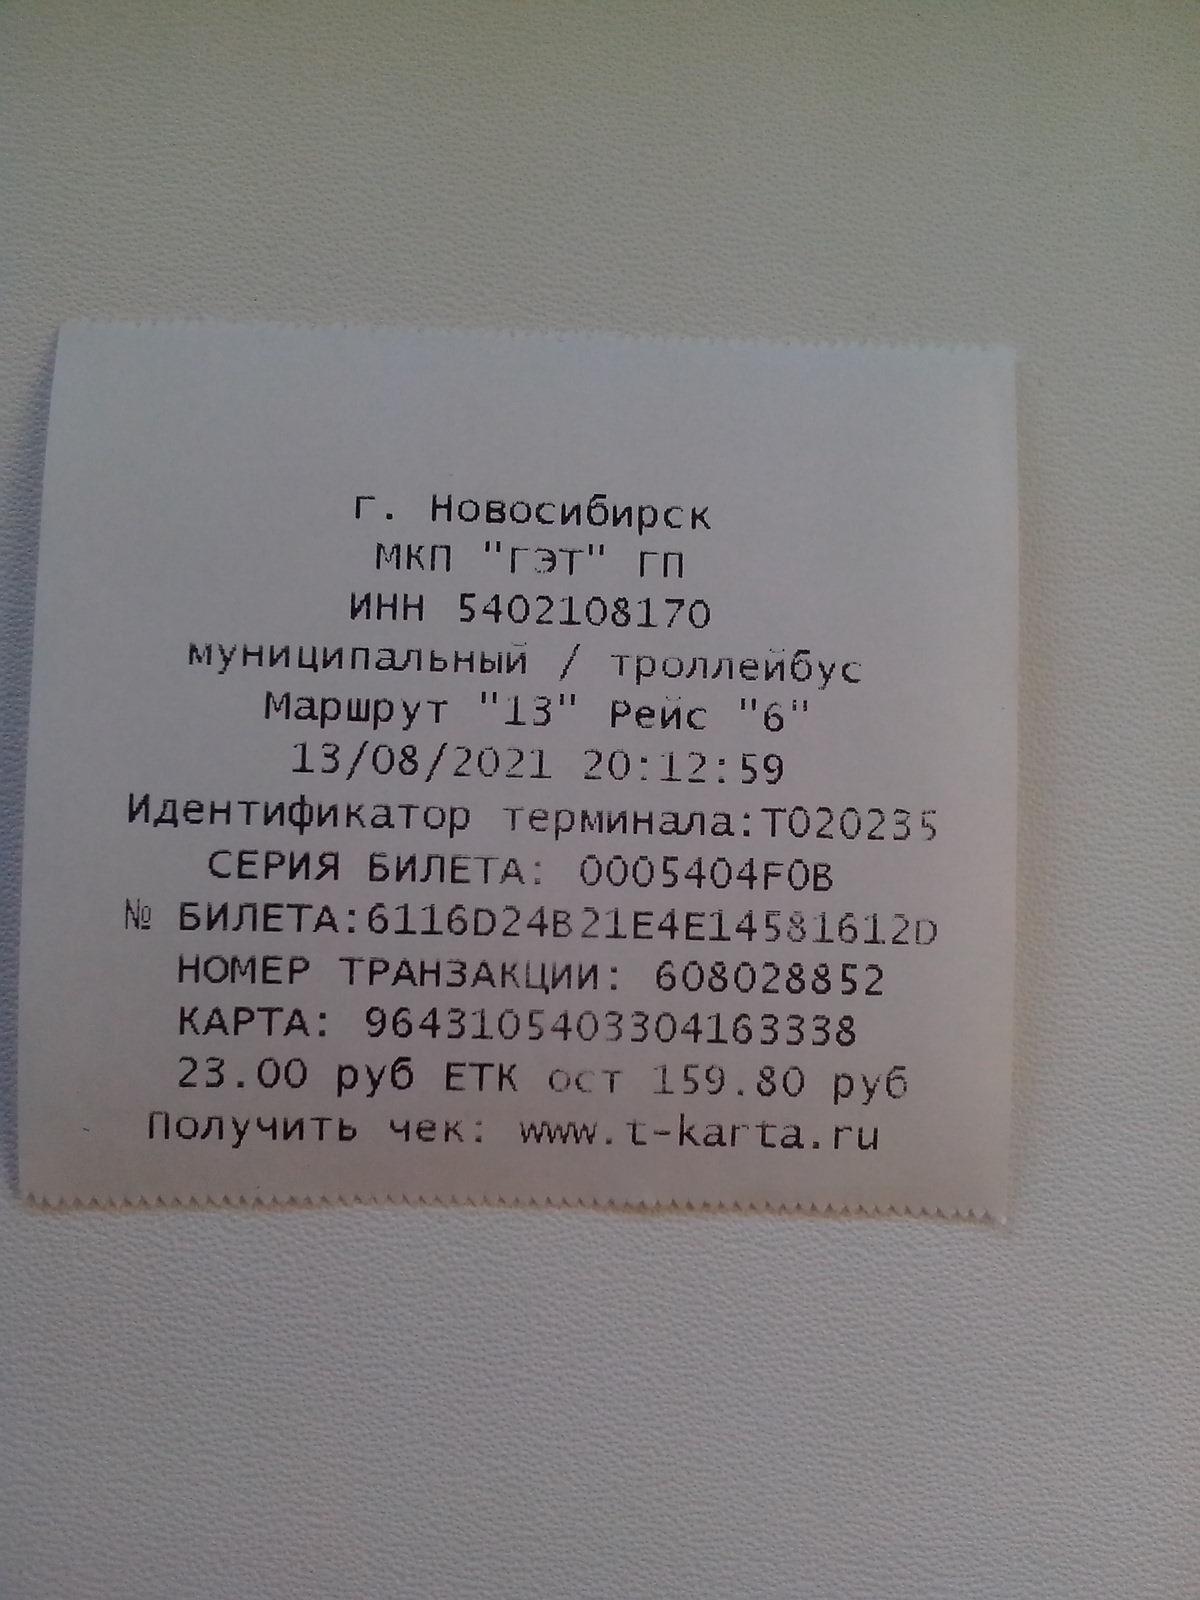 г. Новосибирск
МКП "ГЭТ" ГП
ИНН 5402108170
муниципальный / троллейбус
Маршрут "13" Рейс "6"
13/08/2021 20:12:59
Идентификатор терминала:T020235
СЕРИЯ БИЛЕТА: 0005404F0B
№ БИЛЕТА:6116D24B21E4E14581612D
НОМЕР ТРАНЗАКЦИИ: 608028852
КАРТА: 9643105403304163338
23.00 руб ЕТК ост 159.80 руб
Получить чек: www.t-karta.ru